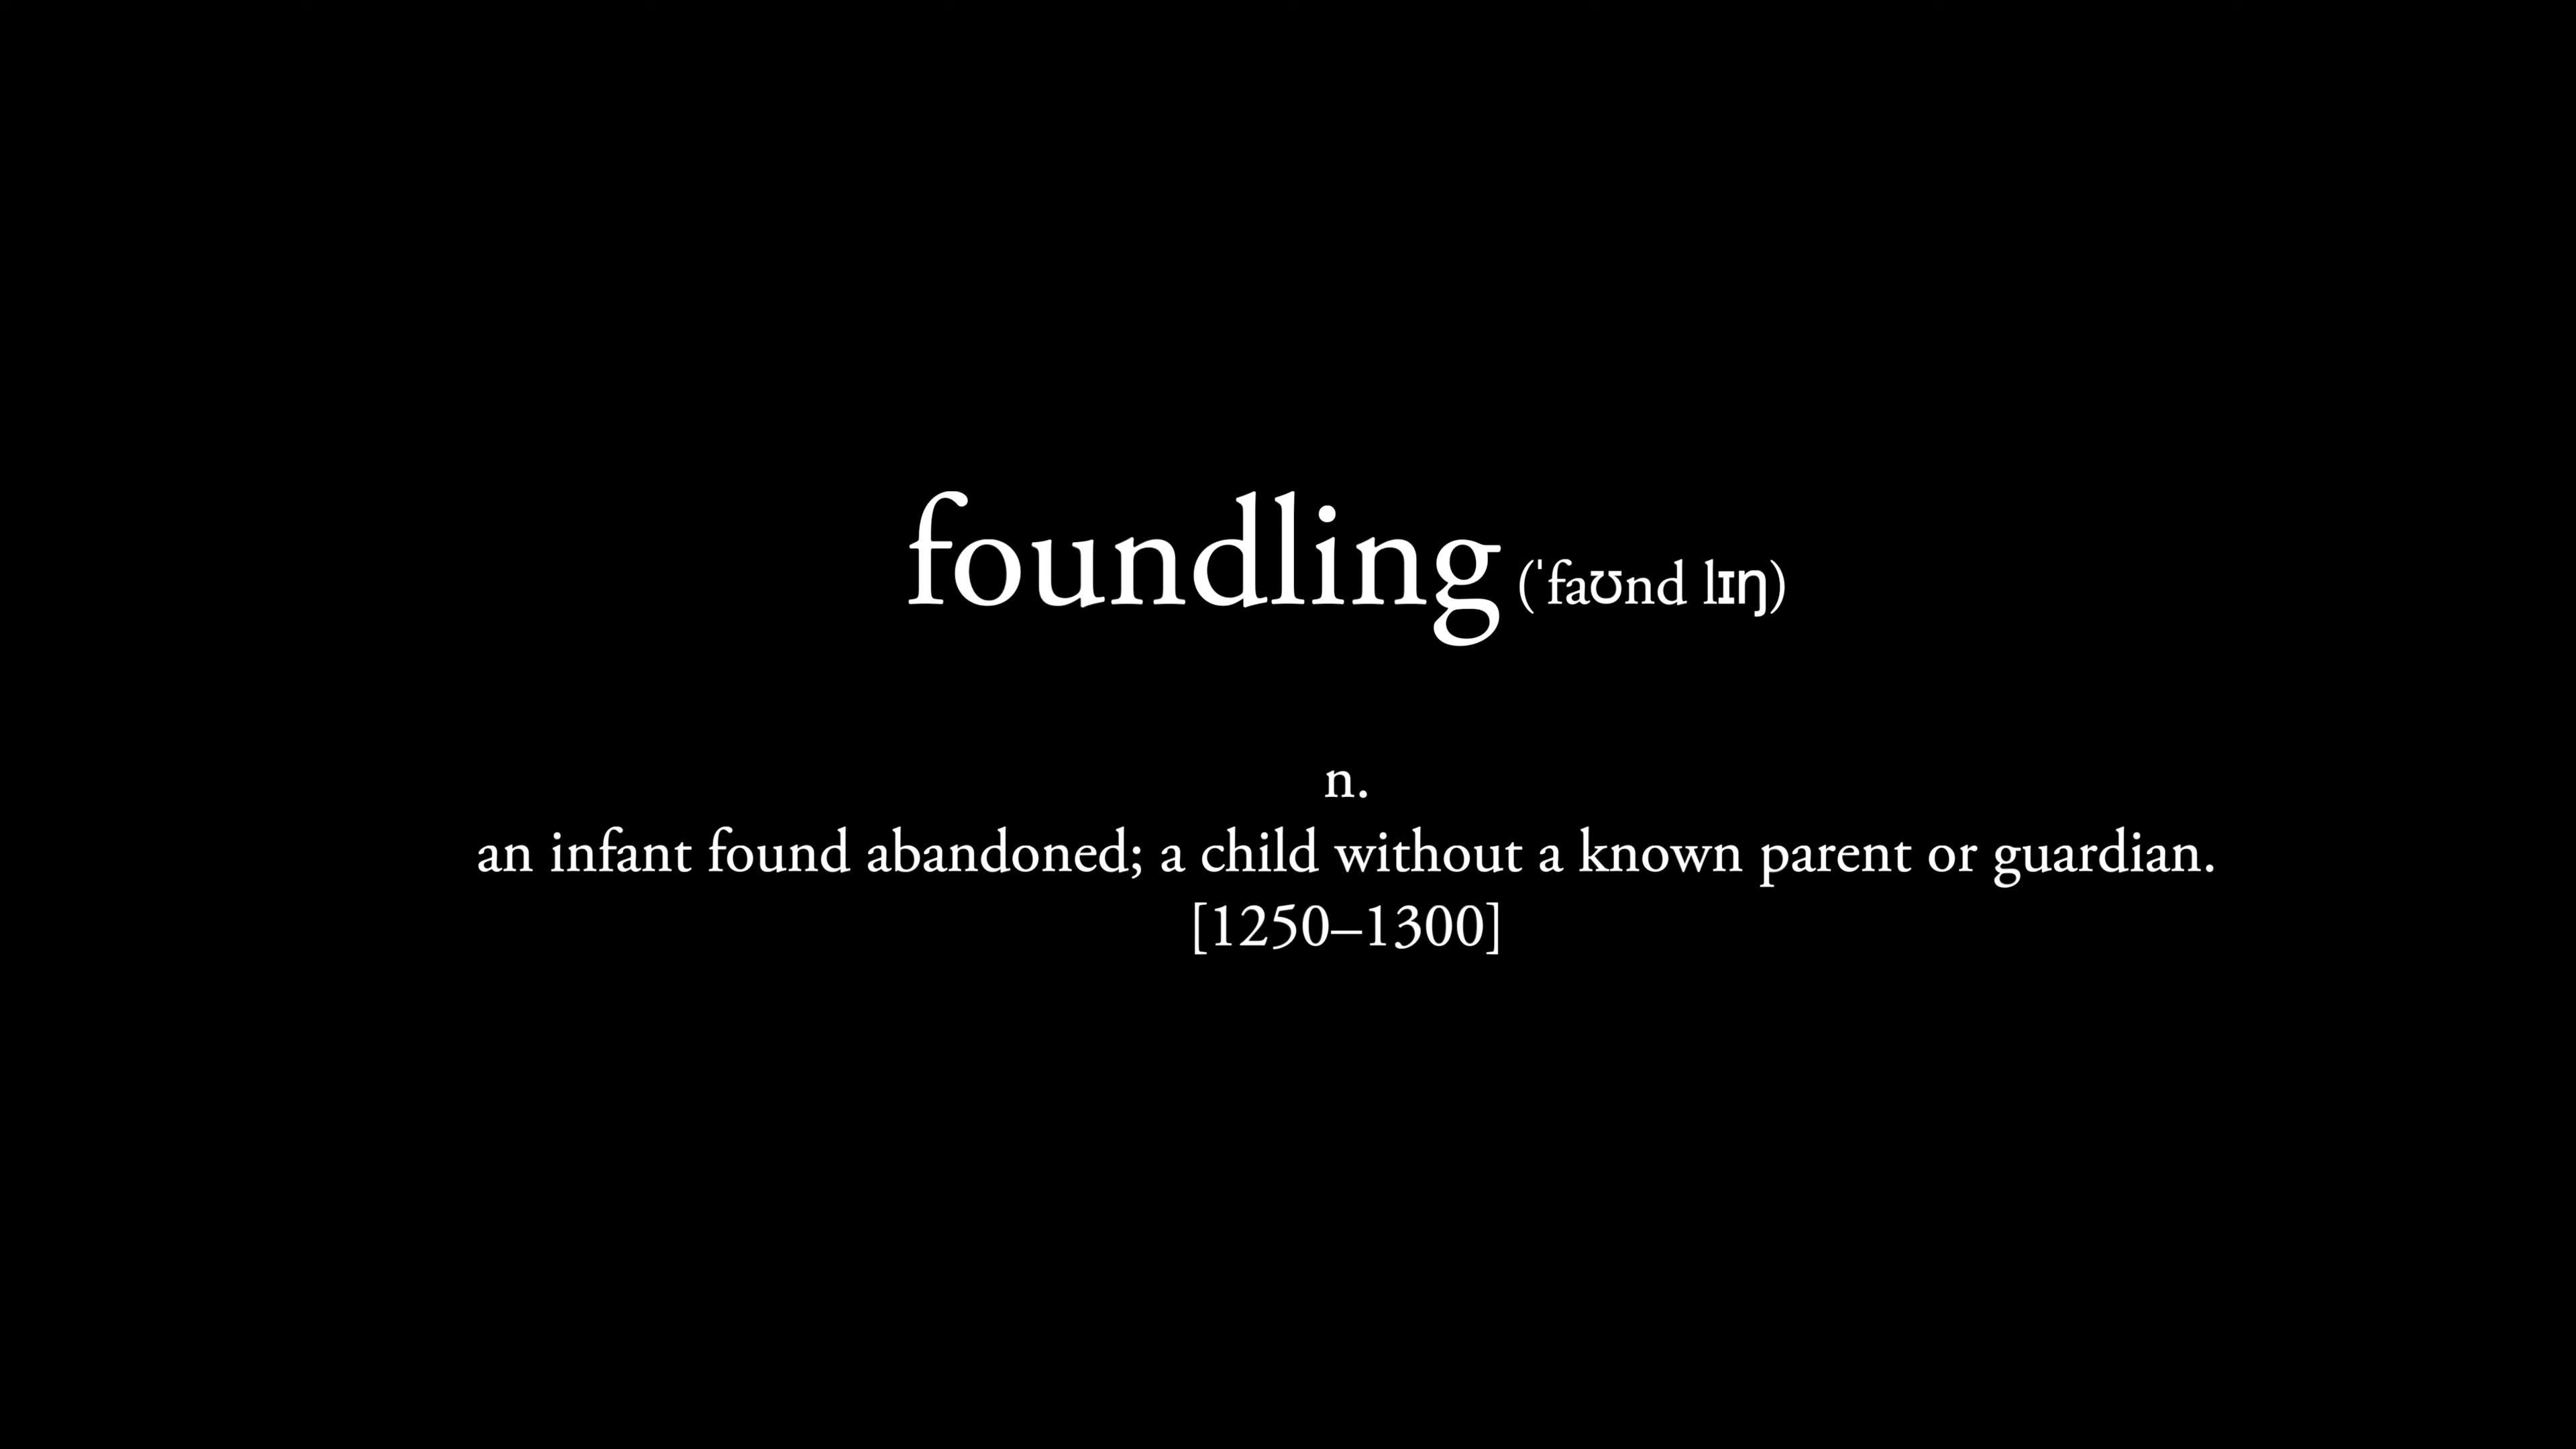 foundling (ˈfaʊnd lɪŋ)
n.
an infant found abandoned; a child without a known parent or guardian.
[1250–1300]